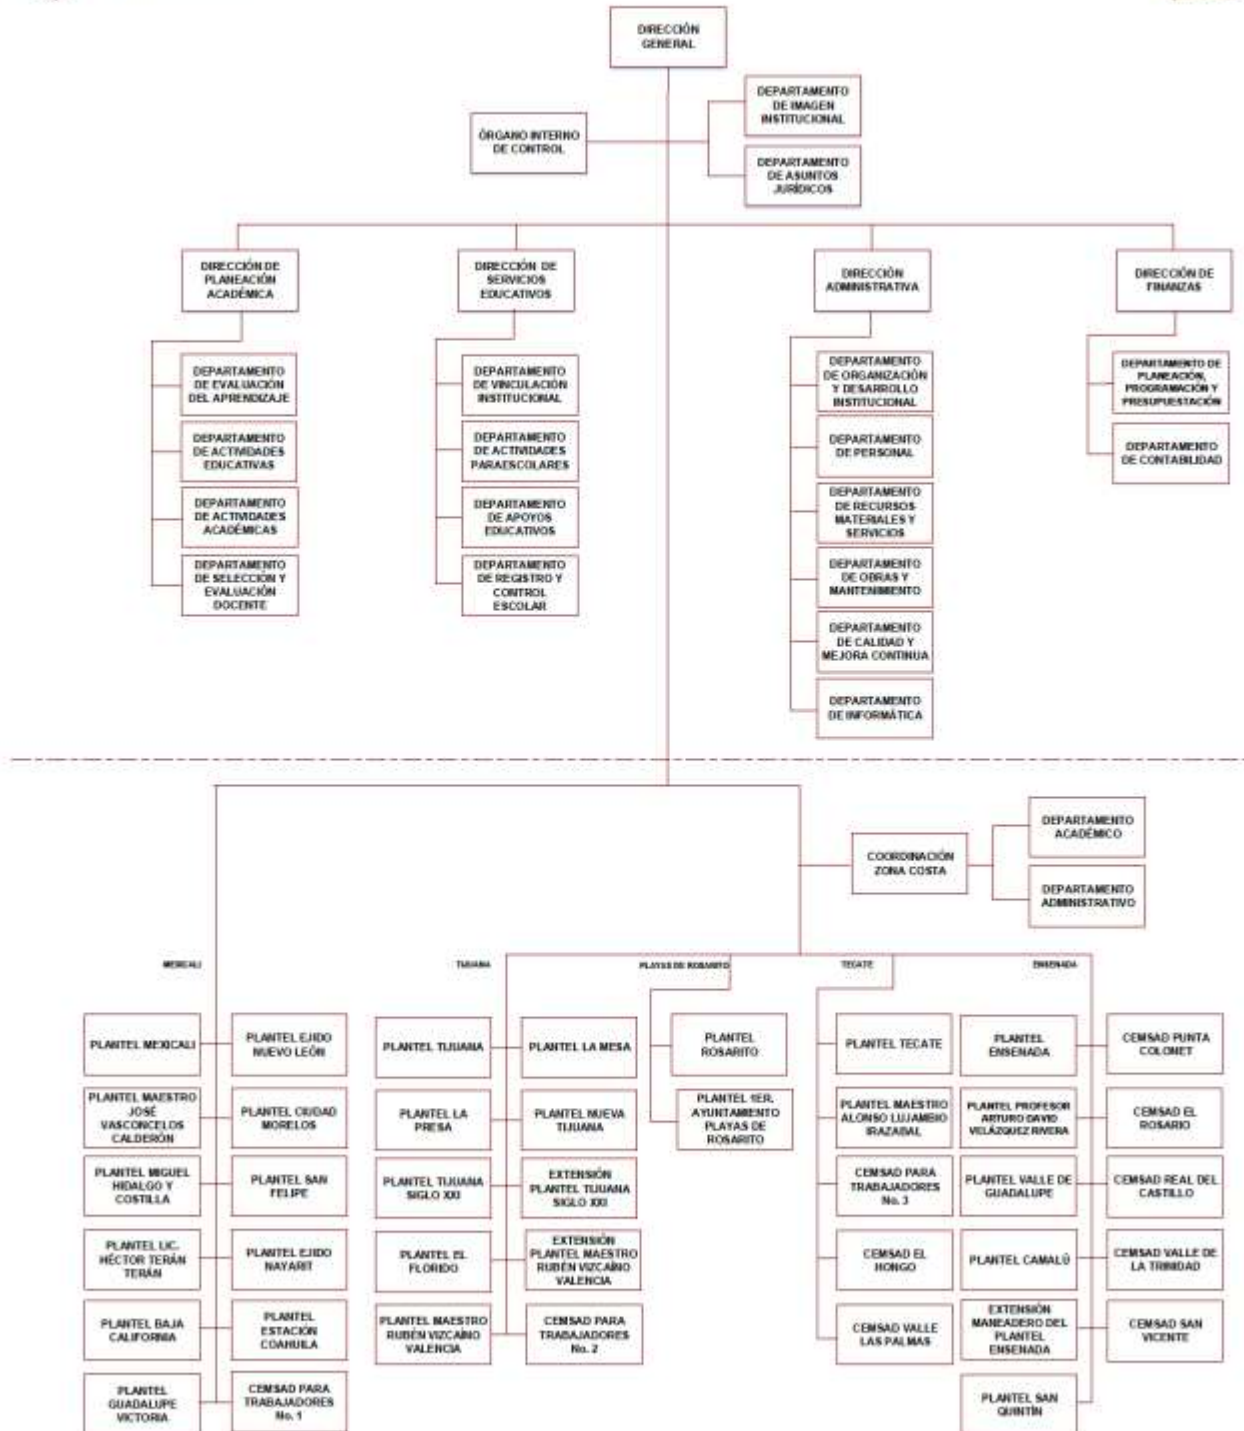 DIRECCIÓN
GENERAL
DEPARTAMENTO
DE IMAGEN
INSTITUCIONAL
ÓRGANO INTERNO
DE CONTROL
DEPARTAMENTO
DE ASUNTOS
JURÍDICOS
DIRECCIÓN DE
PLANEACIÓN
ACADÉMICA
DIRECCIÓN DE
SERVICIOS
EDUCATIVOS
DIRECCIÓN
ADMINISTRATIVA
DIRECCIÓN DE
FINANZAS
DEPARTAMENTO
DE EVALUACIÓN
DEL APRENDIZAJE
DEPARTAMENTO
DE ACTIVIDADES
EDUCATIVAS
DEPARTAMENTO
DE ACTIVIDADES
ACADÉMICAS
DEPARTAMENTO
DE SELECCIÓN Y
EVALUACIÓN
DOCENTE
DEPARTAMENTO
DE VINCULACIÓN
INSTITUCIONAL
DEPARTAMENTO
DE ACTIVIDADES
PARAESCOLARES
DEPARTAMENTO
DE APOYOS
EDUCATIVOS
DEPARTAMENTO
DE REGISTRO Y
CONTROL
ESCOLAR
DEPARTAMENTO
DE ORGANIZACIÓN
Y DESARROLLO
INSTITUCIONAL
DEPARTAMENTO
DE PERSONAL
DEPARTAMENTO
DE RECURSOS
MATERIALES Y
SERVICIOS
DEPARTAMENTO
DE OBRAS Y
MANTENIMIENTO
DEPARTAMENTO
DE CALIDAD Y
MEJORA CONTINUA
DEPARTAMENTO
DE INFORMÁTICA
DEPARTAMENTO DE
PLANEACIÓN,
PROGRAMACIÓN Y
PRESUPUESTACIÓN
DEPARTAMENTO
DE CONTABILIDAD
COORDINACIÓN
ZONA COSTA
DEPARTAMENTO
ACADÉMICO
DEPARTAMENTO
ADMINISTRATIVO
MEXICALI
PLANTEL MEXICALI
PLANTEL EJIDO
NUEVO LEÓN
PLANTEL MAESTRO
JOSÉ
VASCONCELOS
CALDERÓN
PLANTEL CIUDAD
MORELOS
PLANTEL MIGUEL
HIDALGO Y
COSTILLA
PLANTEL SAN
FELIPE
PLANTEL LIC.
HÉCTOR TERÁN
TERÁN
PLANTEL EJIDO
NAYARIT
PLANTEL BAJA
CALIFORNIA
PLANTEL
ESTACIÓN
COAHUILA
PLANTEL
GUADALUPE
VICTORIA
CEMSAD PARA
TRABAJADORES
No. 1
TIJUANA
PLANTEL TIJUANA
PLANTEL LA MESA
PLANTEL LA
PRESA
PLANTEL NUEVA
TIJUANA
PLANTEL TIJUANA
SIGLO XXI
EXTENSIÓN
PLANTEL TIJUANA
SIGLO XXI
PLANTEL EL
FLORIDO
EXTENSIÓN
PLANTEL MAESTRO
RUBÉN VIZCAÍNO
VALENCIA
PLANTEL MAESTRO
RUBÉN VIZCAÍNO
VALENCIA
CEMSAD PARA
TRABAJADORES
No. 2
PLAYAS DE ROSARITO
PLANTEL
ROSARITO
PLANTEL 1ER.
AYUNTAMIENTO
PLAYAS DE
ROSARITO
TECATE
PLANTEL TECATE
PLANTEL MAESTRO
ALONSO LUJAMBIO
IRAZABAL
CEMSAD PARA
TRABAJADORES
No. 3
CEMSAD EL
HONGO
CEMSAD VALLE
LAS PALMAS
ENSENADA
PLANTEL
ENSENADA
CEMSAD PUNTA
COLONET
PLANTEL PROFESOR
ARTURO DAVID
VELÁZQUEZ RIVERA
CEMSAD EL
ROSARIO
PLANTEL VALLE DE
GUADALUPE
CEMSAD REAL DEL
CASTILLO
PLANTEL CAMALÚ
CEMSAD VALLE DE
LA TRINIDAD
EXTENSIÓN
MANEADERO DEL
PLANTEL
ENSENADA
CEMSAD SAN
VICENTE
PLANTEL SAN
QUINTÍN